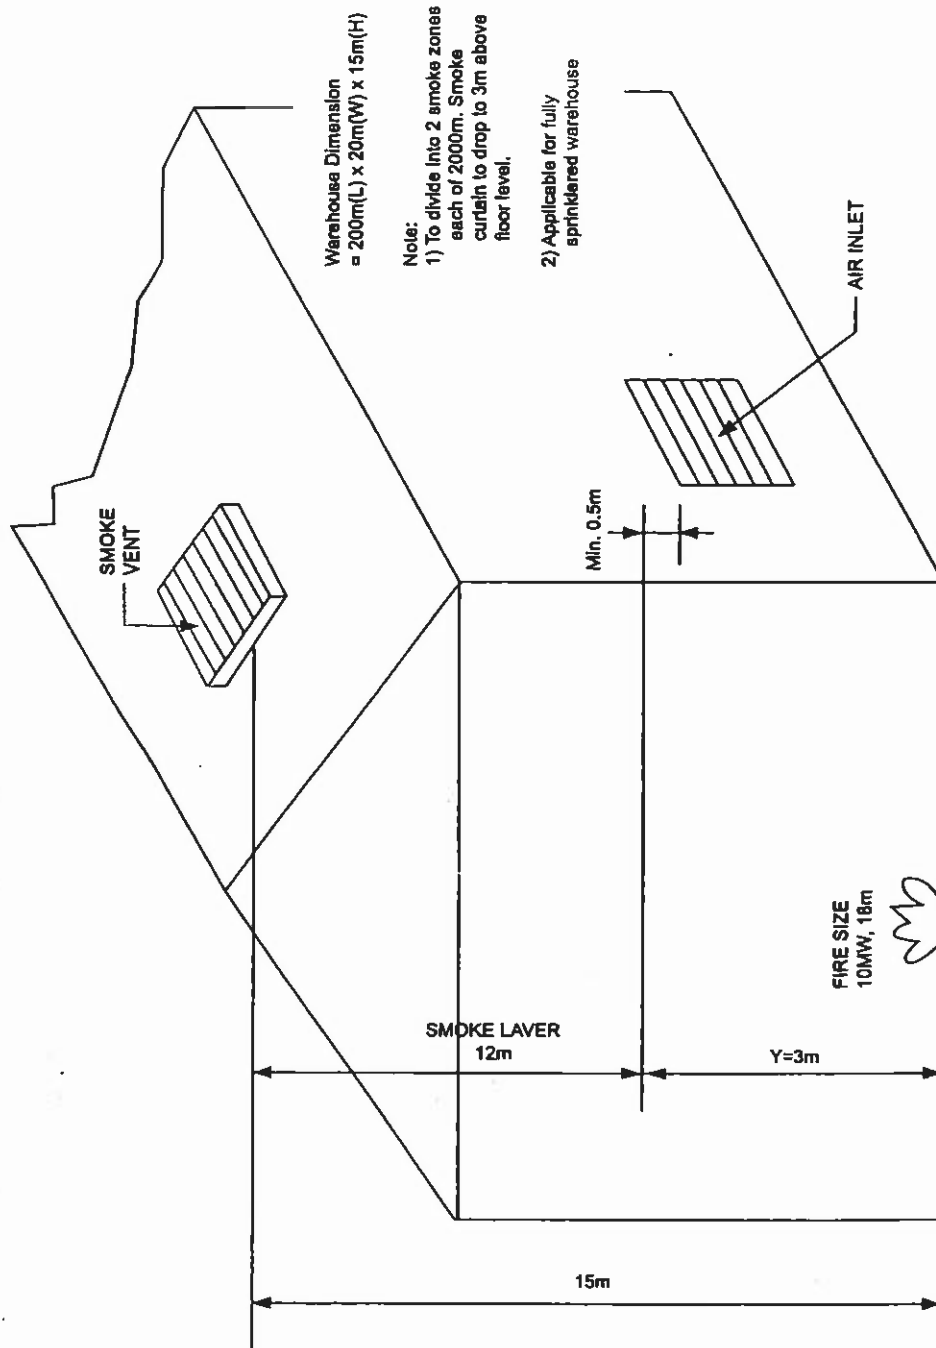 SMOKE
VENT
Warehouse Dimension
= 200m(L) x 20m(W) x 15m(H)
Note:
1) To divide into 2 smoke zones
each of 2000m. Smoke
curtain to drop to 3m above
floor level.
2) Applicable for fully
sprinklered warehouse
AIR INLET
Min. 0.5m
SMOKE LAVER
12m
Y=3m
15m
FIRE SIZE
10MW, 18m